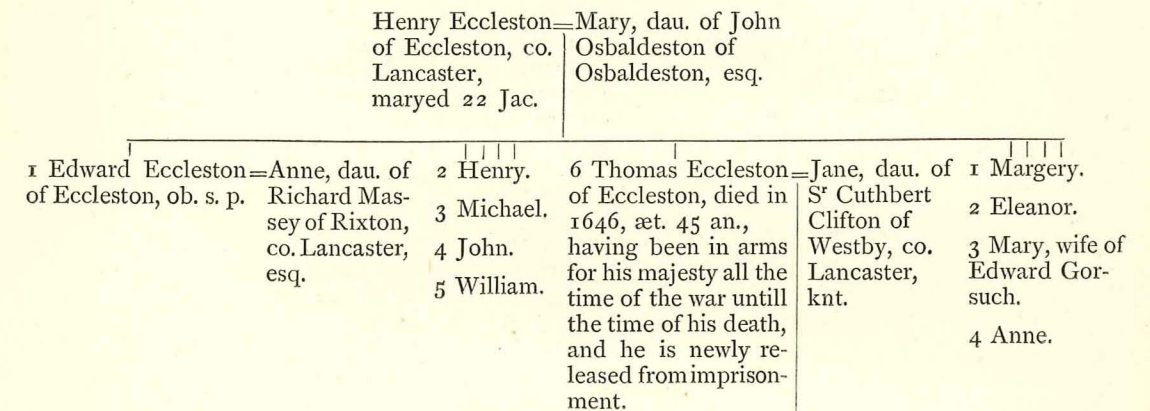 Henry Eccleston=Mary, dau. of John
of Eccleston, co. Osbaldeston of
Lancaster, Osbaldeston, esq.
maryed 22 Jac.
1 Edward Eccleston=Anne, dau. of
of Eccleston, ob. s. p. Richard Mas-
sey of Rixton,
co. Lancaster,
esq.
2 Henry.
3 Michael.
4 John.
5 William.
6 Thomas Eccleston=Jane, dau. of
of Eccleston, died in Sʳ Cuthbert
1646, æt. 45 an., Clifton of
having been in arms Westby, co.
for his majesty all the Lancaster,
time of the war untill knt.
the time of his death,
and he is newly re-
leased from imprison-
ment.
1 Margery.
2 Eleanor.
3 Mary, wife of
Edward Gor-
such.
4 Anne.